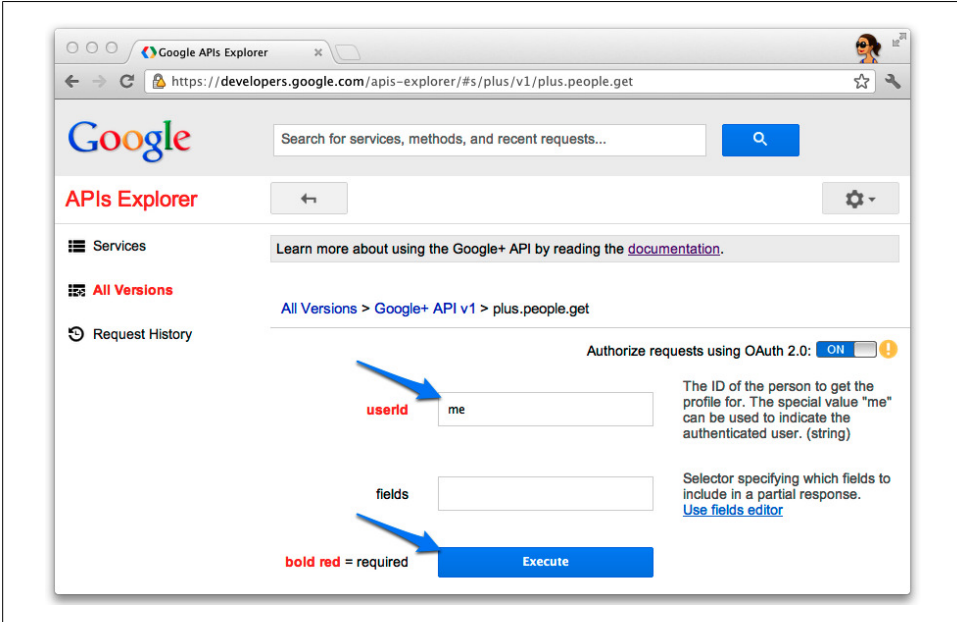 Google APIs Explorer
https://developers.google.com/apis-explorer/#s/plus/v1/plus.people.get
Google
Search for services, methods, and recent requests...
APIs Explorer
Services
Learn more about using the Google+ API by reading the documentation.
All Versions
All Versions > Google+ API v1 > plus.people.get
Request History
Authorize requests using OAuth 2.0: ON !
userId
me
The ID of the person to get the
profile for. The special value "me"
can be used to indicate the
authenticated user. (string)
fields
Selector specifying which fields to
include in a partial response.
Use fields editor
bold red = required
Execute